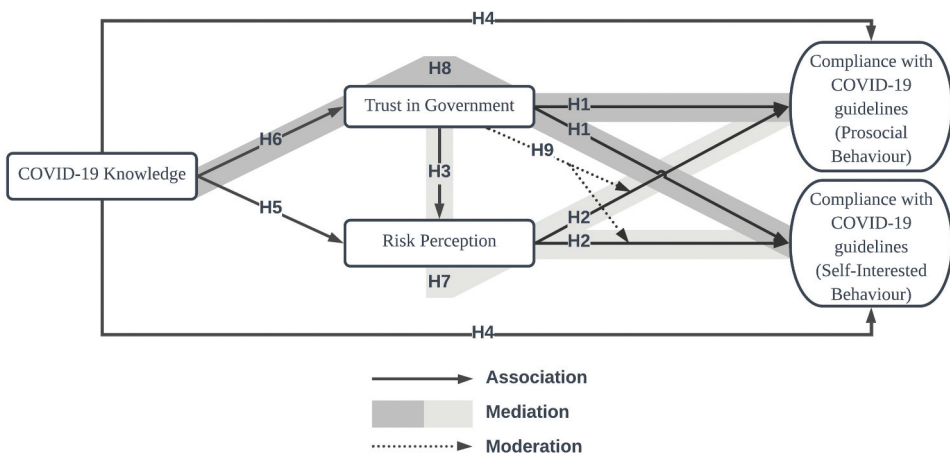 H4
H8
Trust in Government
H6
COVID-19 Knowledge
H5
H3
Risk Perception
H7
H1
H1
H9
H2
H2
Compliance with
COVID-19
guidelines
(Prosocial
Behaviour)
Compliance with
COVID-19
guidelines
(Self-Interested
Behaviour)
H4
Association
Mediation
Moderation